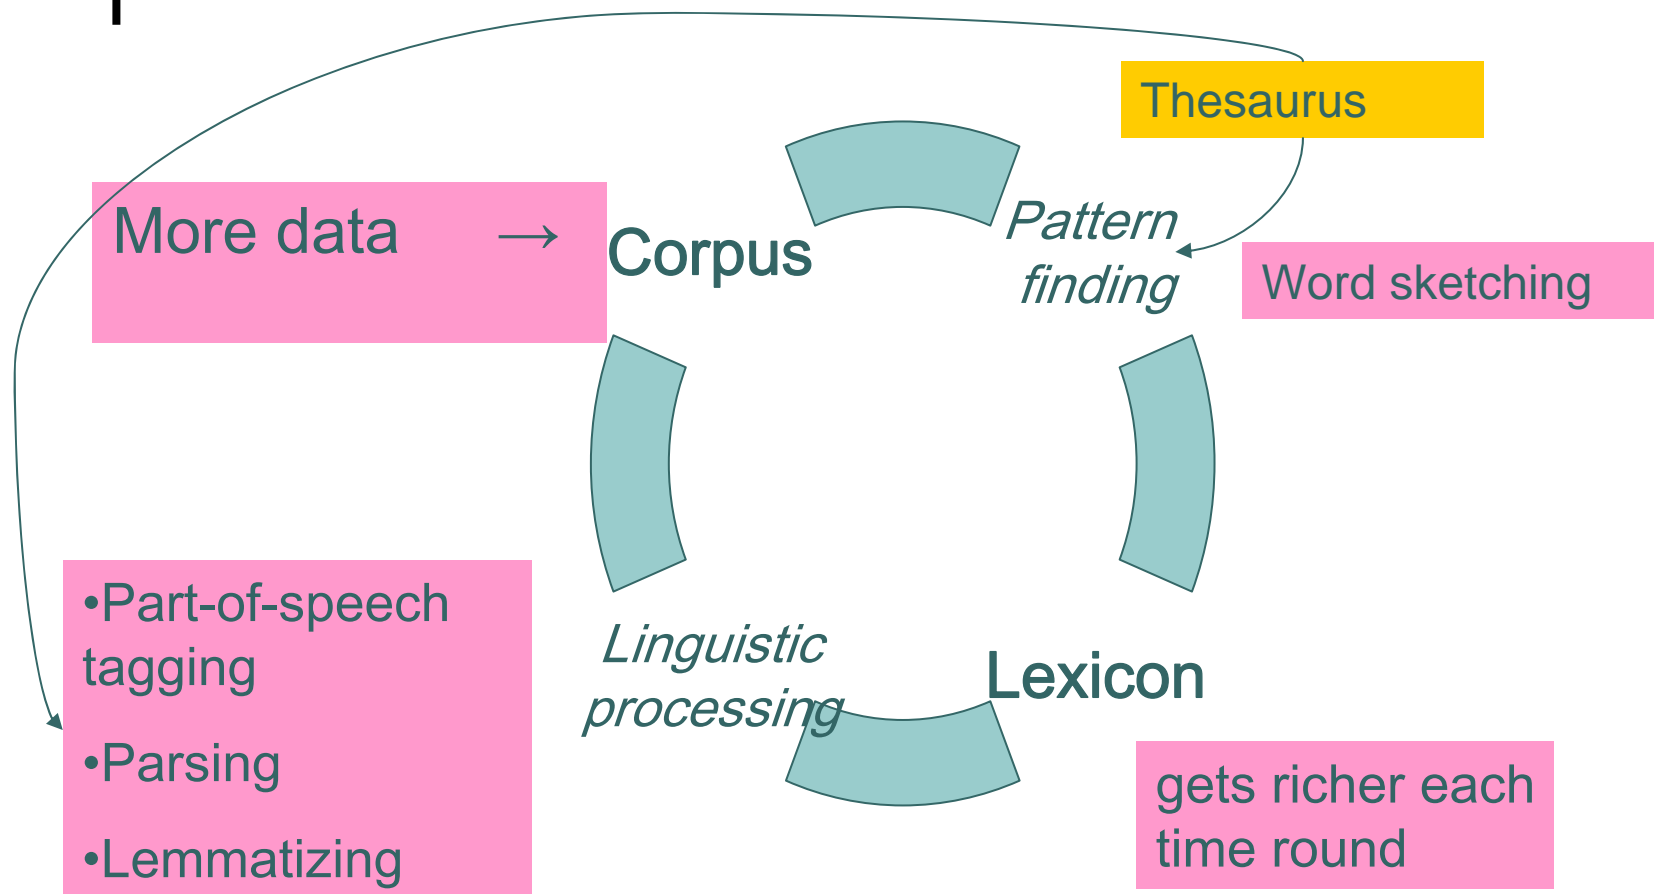 Thesaurus
More data →
Corpus
Pattern
finding
Word sketching
•Part-of-speech
tagging
•Parsing
•Lemmatizing
Linguistic
processing
Lexicon
gets richer each
time round